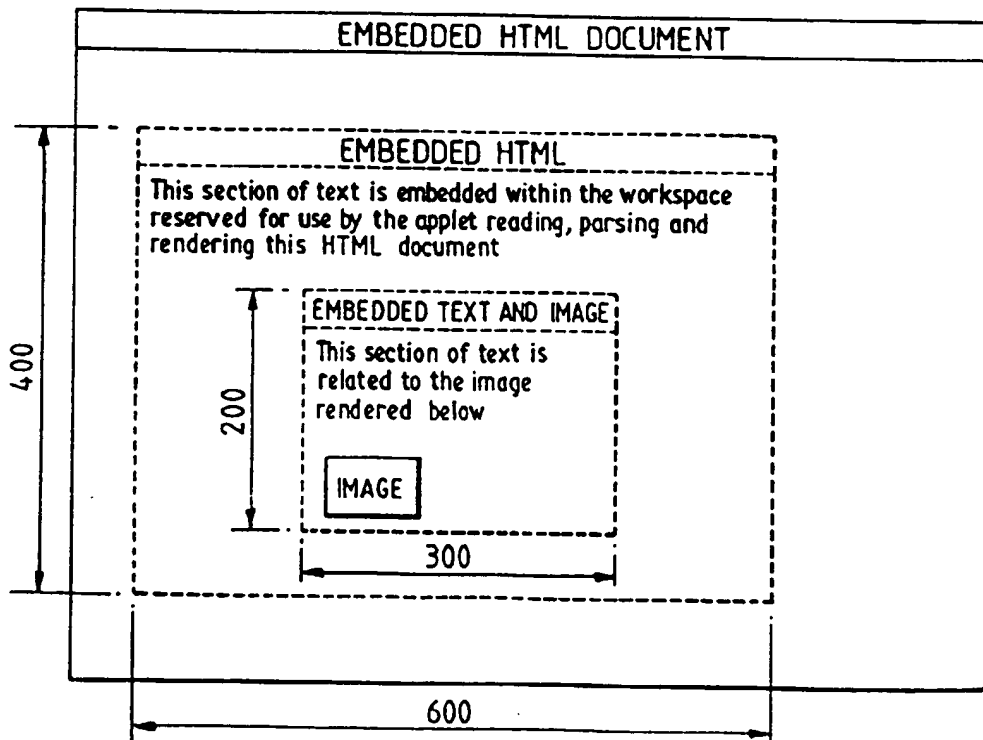 EMBEDDED HTML DOCUMENT
EMBEDDED HTML
This section of text is embedded within the workspace
reserved for use by the applet reading, parsing and
rendering this HTML document
EMBEDDED TEXT AND IMAGE
This section of text is
related to the image
rendered below
IMAGE
400
200
300
600